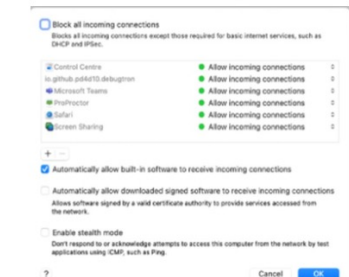 Block all incoming connections
Blocks all incoming connections except those required for basic internet services, such as
DHCP and IPSec.
Control Centre Allow incoming connections
io.github.pd4d10.debugtron Allow incoming connections
Microsoft Teams Allow incoming connections
ProProctor Allow incoming connections
Safari Allow incoming connections
Screen Sharing Allow incoming connections
+ −
Automatically allow built-in software to receive incoming connections
Automatically allow downloaded signed software to receive incoming connections
Allows software signed by a valid certificate authority to provide services accessed from
the network.
Enable stealth mode
Don't respond to or acknowledge attempts to access this computer from the network by test
applications using ICMP, such as Ping.
? Cancel OK